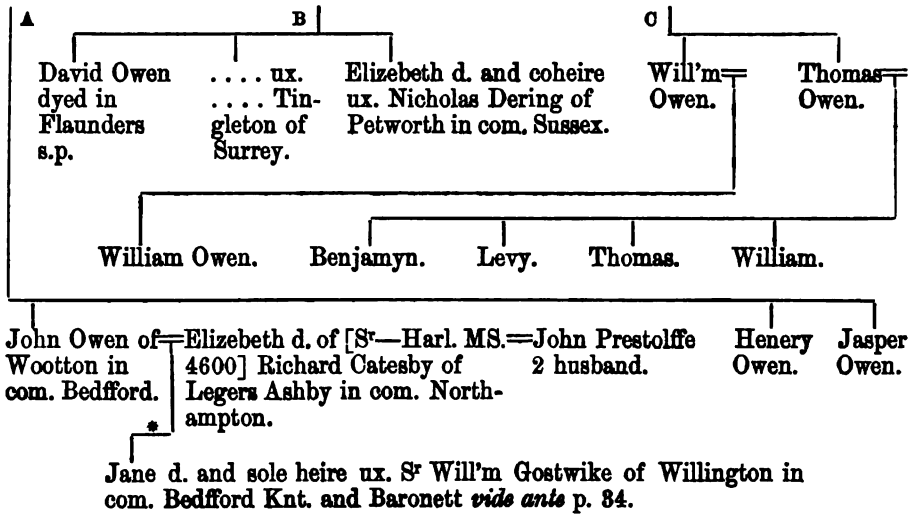 A
B
C
David Owen
dyed in
Flaunders
s.p.
. . . . ux.
. . . . Tin-
gleton of
Surrey.
Elizebeth d. and coheire
ux. Nicholas Dering of
Petworth in com. Sussex.
Will'm
Owen.
Thomas
Owen.
William Owen.
Benjamyn.
Levy.
Thomas.
William.
John Owen of
Wootton in
com. Bedfford.
Elizebeth d. of [Sʳ—Harl. MS.
4600] Richard Catesby of
Legers Ashby in com. North-
ampton.
John Prestolffe
2 husband.
Henery
Owen.
Jasper
Owen.
*
Jane d. and sole heire ux. Sʳ Will'm Gostwike of Willington in
com. Bedfford Knt. and Baronett vide ante p. 34.